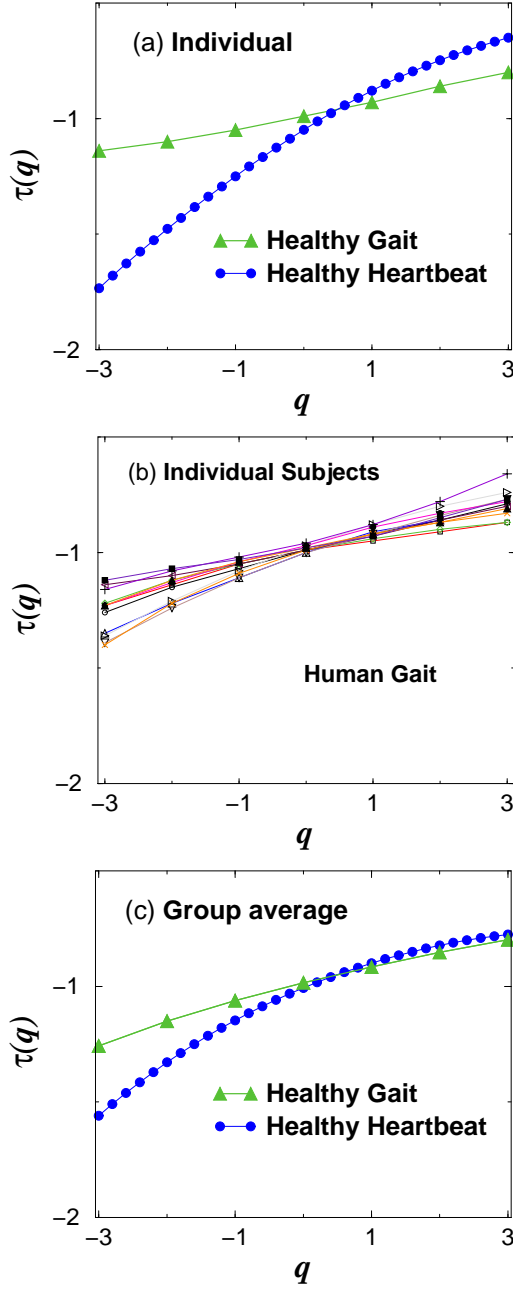 (a) Individual
−1
τ(q)
Healthy Gait
Healthy Heartbeat
−2
−3 −1 1 3
q
(b) Individual Subjects
−1
τ(q)
Human Gait
−2
−3 −1 1 3
q
(c) Group average
−1
τ(q)
Healthy Gait
Healthy Heartbeat
−2
−3 −1 1 3
q